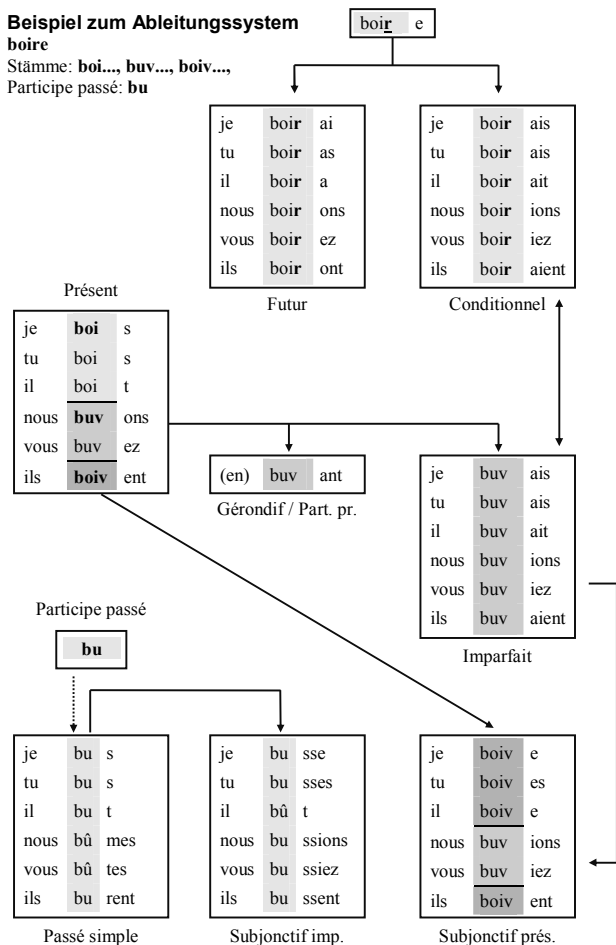 Beispiel zum Ableitungssystem
boire
Stämme: boi..., buv..., boiv...,
Participe passé: bu
boir e
je boir ai
tu boir as
il boir a
nous boir ons
vous boir ez
ils boir ont
Futur
je boir ais
tu boir ais
il boir ait
nous boir ions
vous boir iez
ils boir aient
Conditionnel
Présent
je boi s
tu boi s
il boi t
nous buv ons
vous buv ez
ils boiv ent
(en) buv ant
Gérondif / Part. pr.
je buv ais
tu buv ais
il buv ait
nous buv ions
vous buv iez
ils buv aient
Imparfait
Participe passé
bu
je bu s
tu bu s
il bu t
nous bû mes
vous bû tes
ils bu rent
Passé simple
je bu sse
tu bu sses
il bû t
nous bu ssions
vous bu ssiez
ils bu ssent
Subjonctif imp.
je boiv e
tu boiv es
il boiv e
nous buv ions
vous buv iez
ils boiv ent
Subjonctif prés.